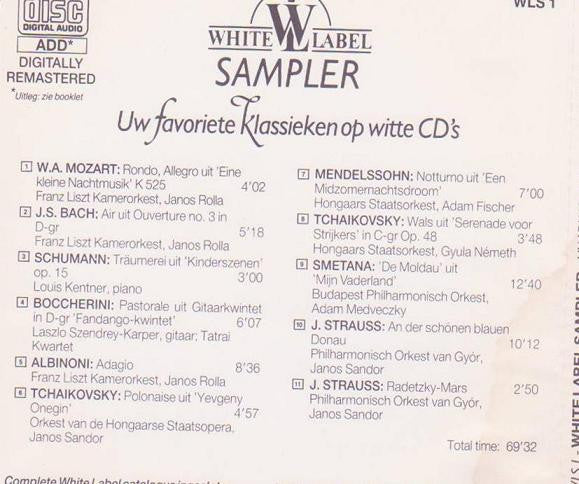 DISC
DIGITAL AUDIO
ADD*
DIGITALLY
REMASTERED
*Uitleg: zie booklet
WLS 1
WHITE WL LABEL
SAMPLER
Uw favoriete Klassieken op witte CD's
1 W.A. MOZART: Rondo, Allegro uit 'Eine
kleine Nachtmusik' K 525 4'02
Franz Liszt Kamerorkest, Janos Rolla
2 J.S. BACH: Air uit Ouverture no. 3 in
D-gr 5'18
Franz Liszt Kamerorkest, Janos Rolla
3 SCHUMANN: Träumerei uit 'Kinderszenen'
op. 15 3'00
Louis Kentner, piano
4 BOCCHERINI: Pastorale uit Gitaarkwintet
in D-gr 'Fandango-kwintet' 6'07
Laszlo Szendrey-Karper, gitaar; Tatrai
Kwartet
5 ALBINONI: Adagio 8'36
Franz Liszt Kamerorkest, Janos Rolla
6 TCHAIKOVSKY: Polonaise uit 'Yevgeny
Onegin' 4'57
Orkest van de Hongaarse Staatsopera,
Janos Sandor
7 MENDELSSOHN: Notturno uit 'Een
Midzomernachtsdroom' 7'00
Hongaars Staatsorkest, Adam Fischer
8 TCHAIKOVSKY: Wals uit 'Serenade voor
Strijkers' in C-gr Op. 48 3'48
Hongaars Staatsorkest, Gyula Németh
9 SMETANA: 'De Moldau' uit
'Mijn Vaderland' 12'40
Budapest Philharmonisch Orkest,
Adam Medveczky
10 J. STRAUSS: An der schönen blauen
Donau 10'12
Philharmonisch Orkest van Gyór,
Janos Sandor
11 J. STRAUSS: Radetzky-Mars 2'50
Philharmonisch Orkest van Gyór,
Janos Sandor
Total time: 69'32
Complete White Label
WHITE LABEL SAMPLER